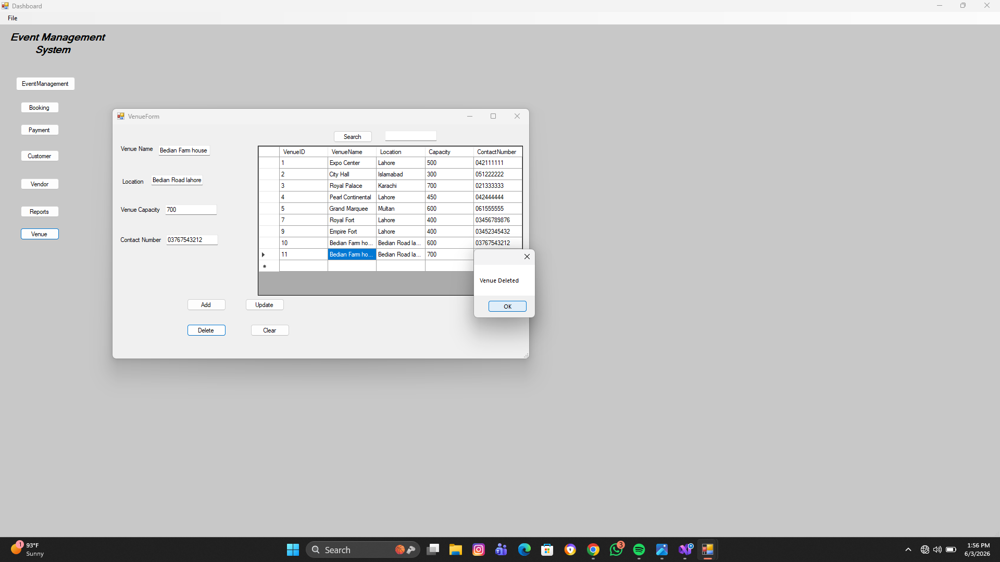 Dashboard
File
Event Management
System
EventManagement
Booking
Payment
Customer
Vendor
Reports
Venue
VenueForm
Search
Venue Name Bedian Farm house
Location Bedian Road lahore
Venue Capacity 700
Contact Number 03767543212
VenueID VenueName Location Capacity ContactNumber
1 Expo Center Lahore 500 042111111
2 City Hall Islamabad 300 051222222
3 Royal Palace Karachi 700 021333333
4 Pearl Continental Lahore 450 042444444
5 Grand Marquee Multan 600 061555555
7 Royal Fort Lahore 400 03456789876
9 Empire Fort Lahore 400 03452345432
10 Bedian Farm ho... Bedian Road la... 600 03767543212
11 Bedian Farm ho... Bedian Road la... 700
Venue Deleted
OK
Add Update
Delete Clear
1
93°F
Sunny
Search
3
1:56 PM
6/3/2026